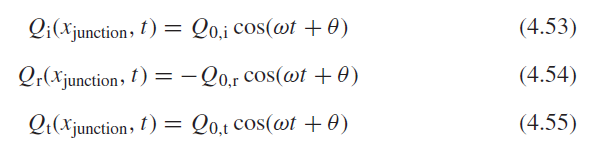 Qi(xjunction, t) = Q0,i cos(ωt + θ) (4.53)
Qr(xjunction, t) = −Q0,r cos(ωt + θ) (4.54)
Qt(xjunction, t) = Q0,t cos(ωt + θ) (4.55)